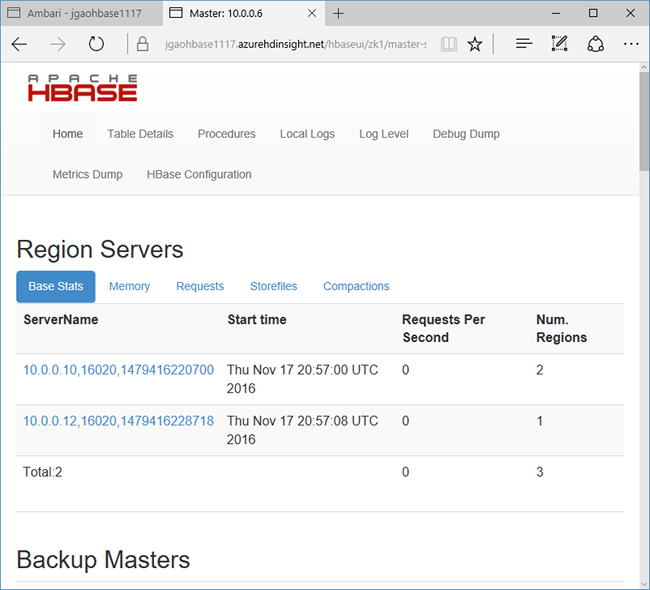 Ambari - jgaohbase1117
Master: 10.0.0.6
jgaohbase1117.azurehdinsight.net/hbaseui/zk1/master-s
APACHE
HBASE
Home Table Details Procedures Local Logs Log Level Debug Dump
Metrics Dump HBase Configuration
Region Servers
Base Stats Memory Requests Storefiles Compactions
ServerName Start time Requests Per Second Num. Regions
10.0.0.10,16020,1479416220700 Thu Nov 17 20:57:00 UTC 2016 0 2
10.0.0.12,16020,1479416228718 Thu Nov 17 20:57:08 UTC 2016 0 1
Total:2 0 3
Backup Masters